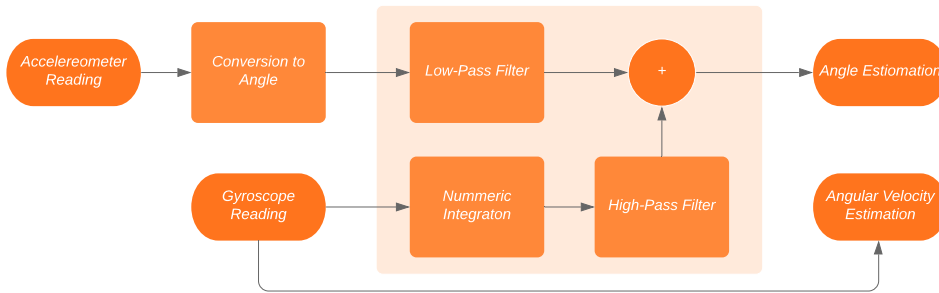 Accelereometer
Reading
Conversion to
Angle
Low-Pass Filter
+
Angle Estiomation
Gyroscope
Reading
Nummeric
Integraton
High-Pass Filter
Angular Velocity
Estimation